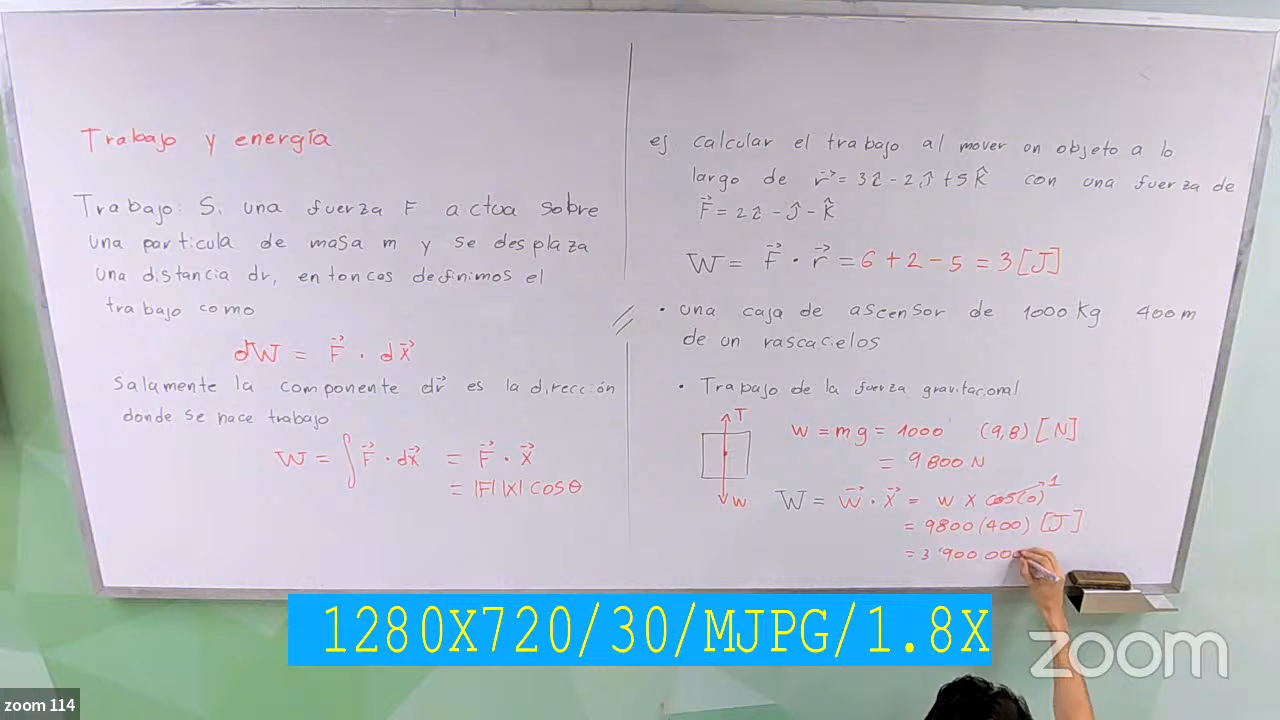 Trabajo y energía
Trabajo: Si una fuerza F actua sobre
una particula de masa m y se desplaza
una distancia dr, entonces definimos el
trabajo como
dW = F⃗ · dx⃗
Salamente la componente dr⃗ es la dirección
donde se hace trabajo
W = ∫ F⃗ · dx⃗ = F⃗ · x⃗
= |F| |X| cos θ
ej calcular el trabajo al mover un objeto a lo
largo de r⃗ = 3î - 2ĵ + 5k̂ con una fuerza de
F⃗ = 2î - ĵ - k̂
W = F⃗ · r⃗ = 6 + 2 - 5 = 3 [J]
• una caja de ascensor de 1000 Kg 400 m
de un rascacielos
• Trabajo de la fuerza gravitacional
T
w
w = mg = 1000 (9,8) [N]
= 9800 N
W = w⃗ · x⃗ = w x cos(0) 1
= 9800 (400) [J]
= 3'900 000
1280X720/30/MJPG/1.8X
zoom
zoom 114